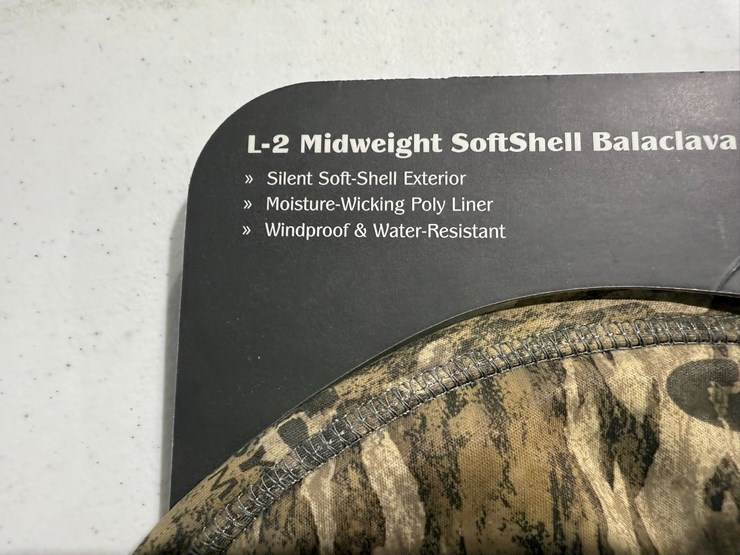 L-2 Midweight SoftShell Balaclava
» Silent Soft-Shell Exterior
» Moisture-Wicking Poly Liner
» Windproof & Water-Resistant